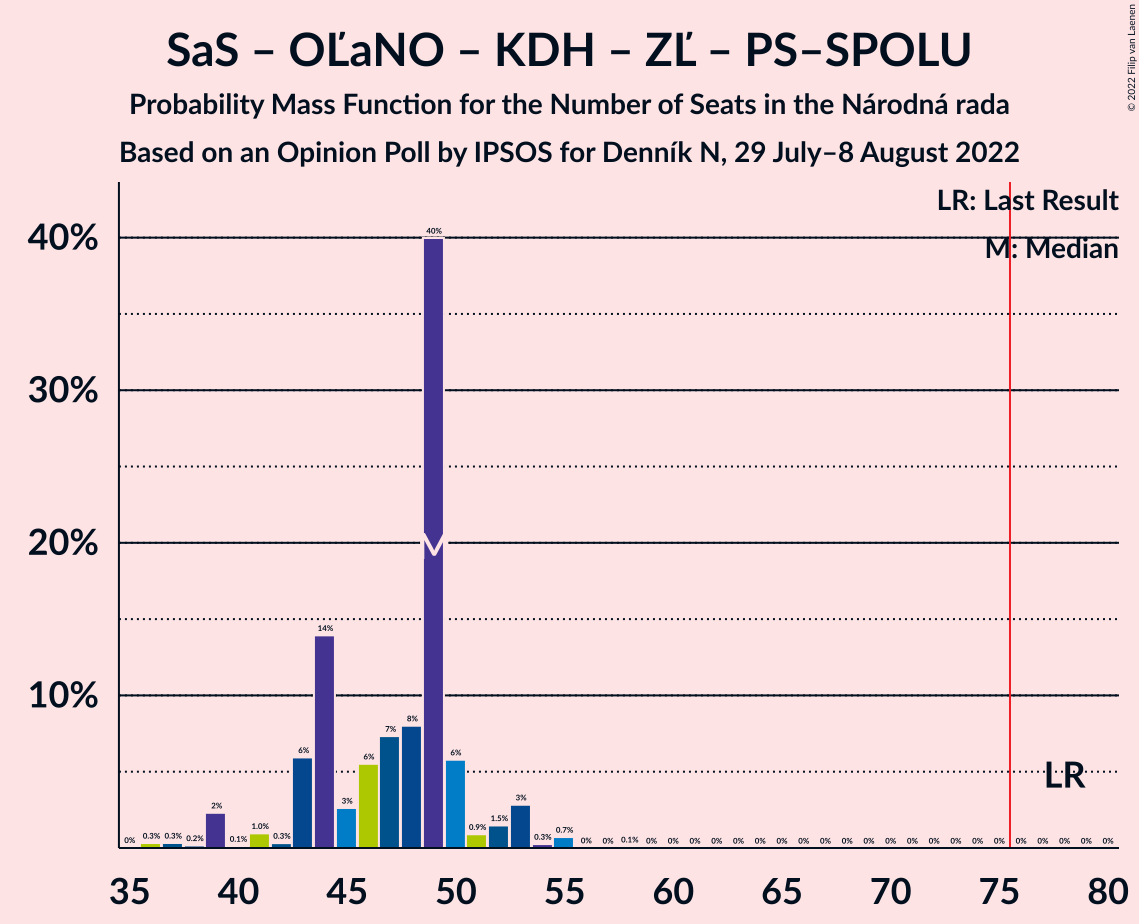 SaS – OĽaNO – KDH – ZĽ – PS–SPOLU
Probability Mass Function for the Number of Seats in the Národná rada
Based on an Opinion Poll by IPSOS for Denník N, 29 July–8 August 2022
© 2022 Filip van Laenen
LR: Last Result
M: Median
40%
30%
20%
10%
0% 0.3% 0.3% 0.2% 2% 0.1% 1.0% 0.3% 6% 14% 3% 6% 7% 8% 40% 6% 0.9% 1.5% 3% 0.3% 0.7% 0% 0% 0.1% 0% 0% 0% 0% 0% 0% 0% 0% 0% 0% 0% 0% 0% 0% 0% 0% 0% 0% 0% 0% 0% 0%
M
LR
35 40 45 50 55 60 65 70 75 80